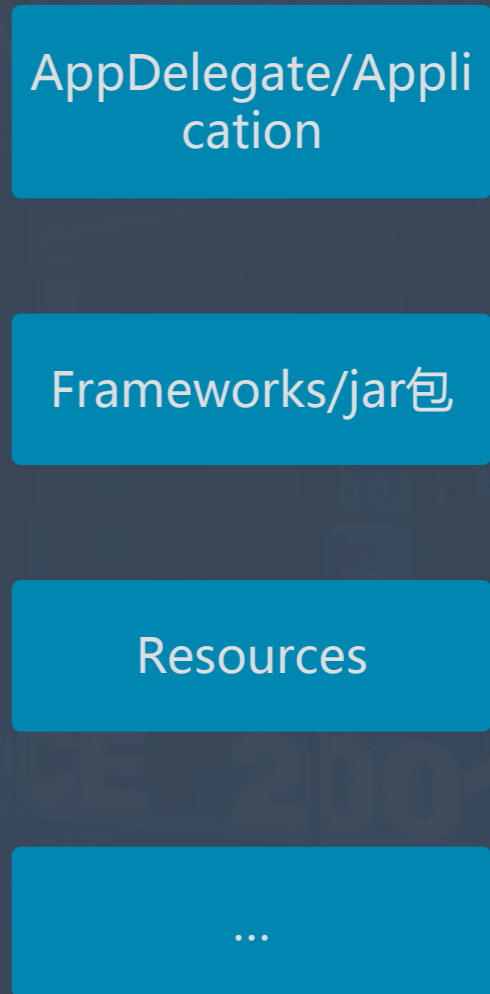 AppDelegate/Appli
cation
Frameworks/jar包
Resources
...